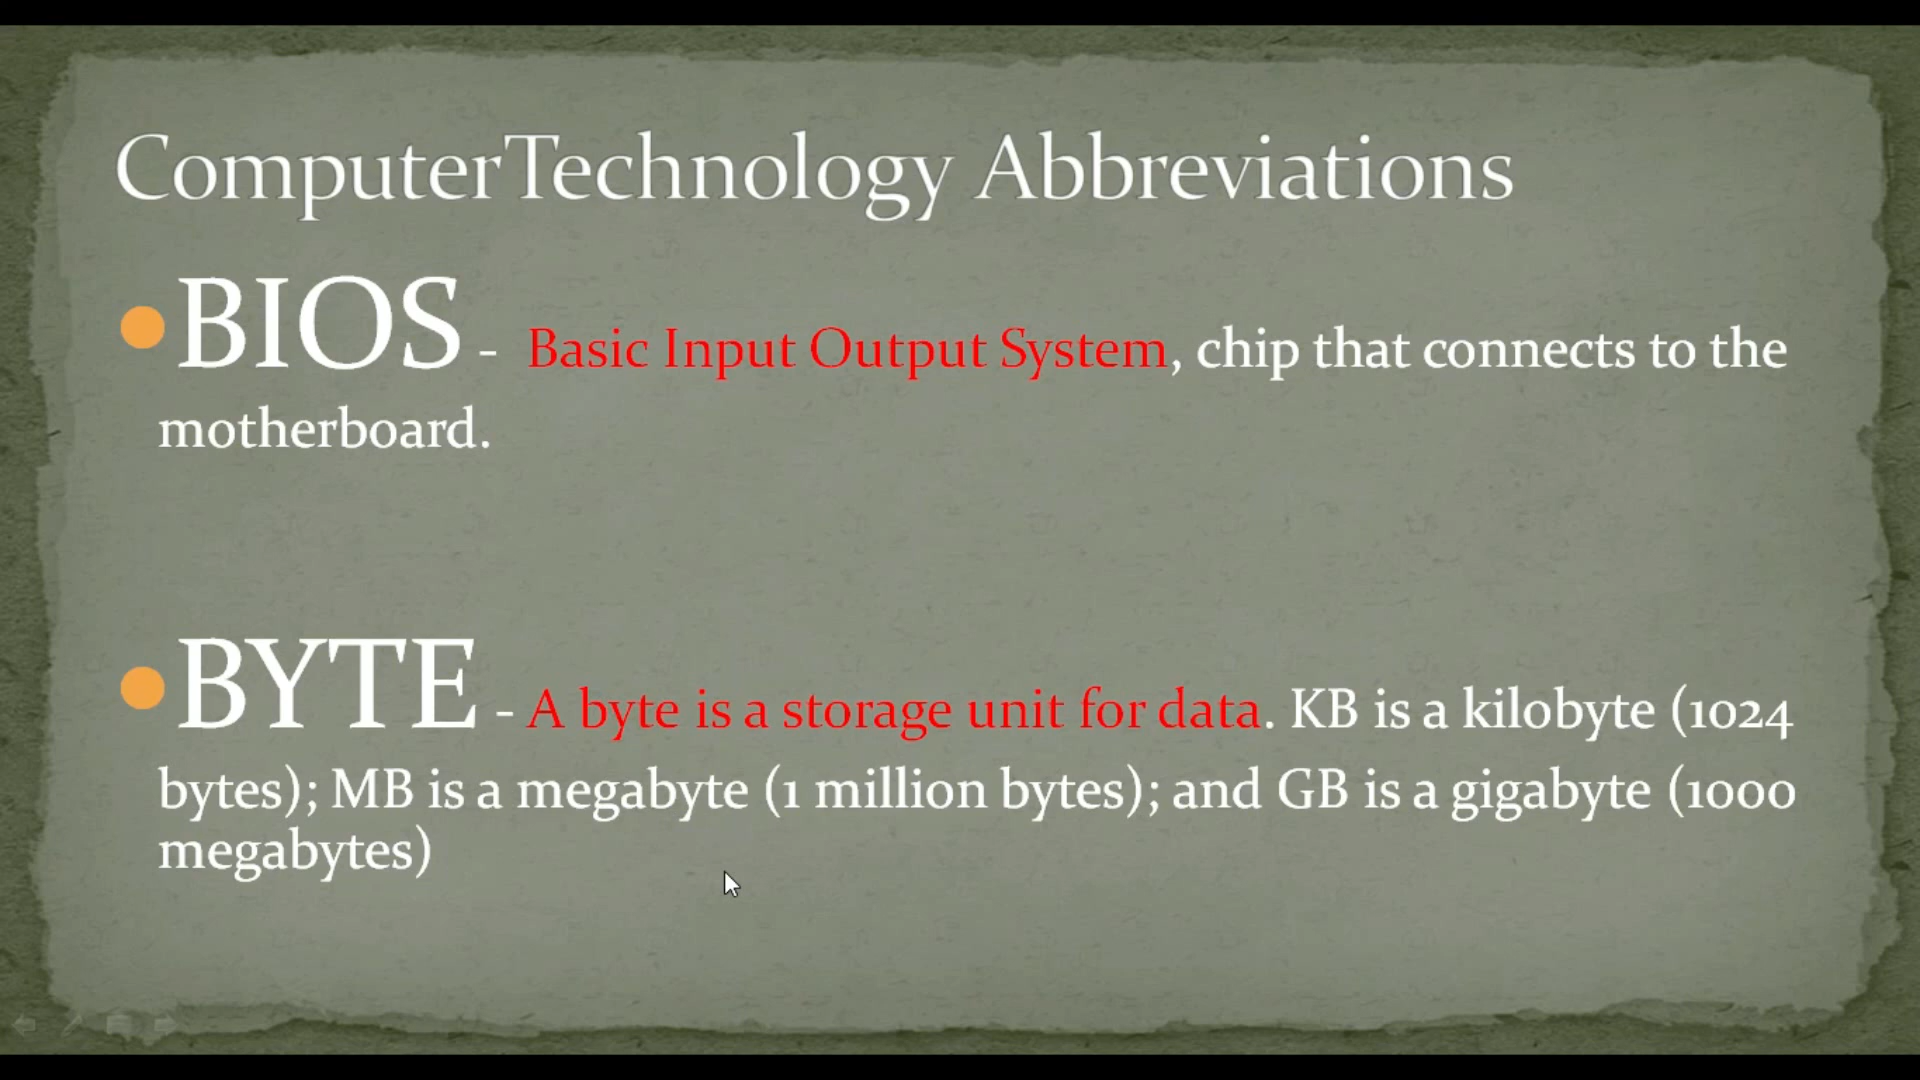 ComputerTechnology Abbreviations
BIOS - Basic Input Output System, chip that connects to the
motherboard.
BYTE - A byte is a storage unit for data. KB is a kilobyte (1024
bytes); MB is a megabyte (1 million bytes); and GB is a gigabyte (1000
megabytes)